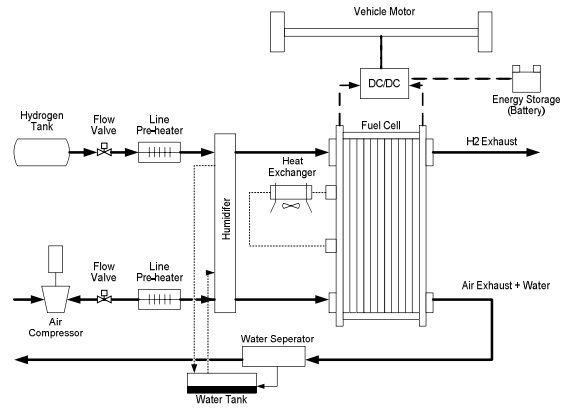 Vehicle Motor
DC/DC
Energy Storage
(Battery)
Hydrogen
Tank
Flow
Valve
Line
Pre-heater
Fuel Cell
H2 Exhaust
Heat
Exchanger
Humidifer
Flow
Valve
Line
Pre-heater
Air Exhaust + Water
Air
Compressor
Water Seperator
Water Tank